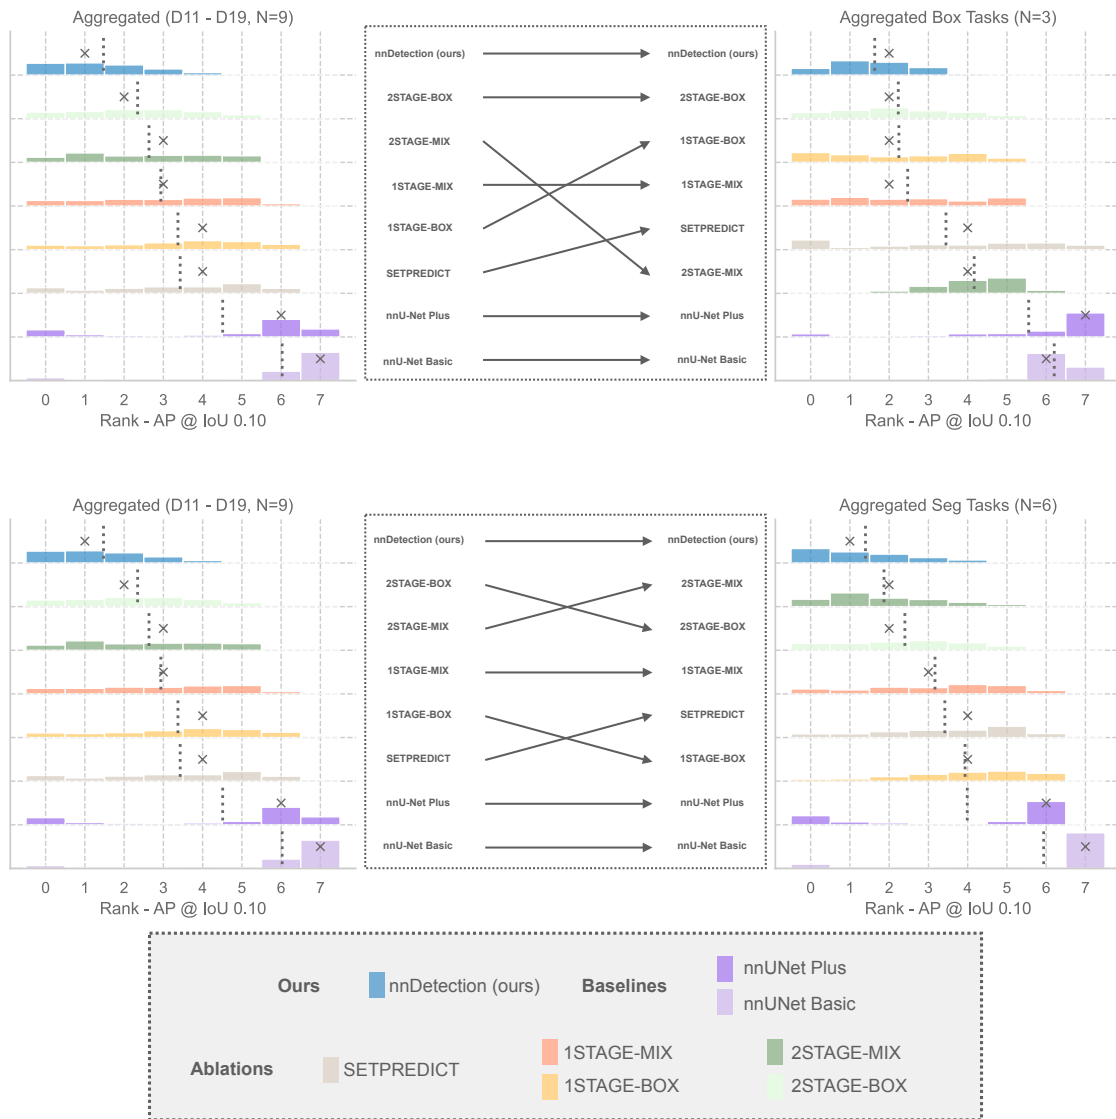 Aggregated (D11 - D19, N=9)
Aggregated Box Tasks (N=3)
nnDetection (ours)
nnDetection (ours)
2STAGE-BOX
2STAGE-BOX
2STAGE-MIX
1STAGE-BOX
1STAGE-MIX
1STAGE-MIX
1STAGE-BOX
SETPREDICT
SETPREDICT
2STAGE-MIX
nnU-Net Plus
nnU-Net Plus
nnU-Net Basic
nnU-Net Basic
0 1 2 3 4 5 6 7
0 1 2 3 4 5 6 7
Rank - AP @ IoU 0.10
Rank - AP @ IoU 0.10
Aggregated (D11 - D19, N=9)
Aggregated Seg Tasks (N=6)
nnDetection (ours)
nnDetection (ours)
2STAGE-BOX
2STAGE-MIX
2STAGE-MIX
2STAGE-BOX
1STAGE-MIX
1STAGE-MIX
1STAGE-BOX
SETPREDICT
SETPREDICT
1STAGE-BOX
nnU-Net Plus
nnU-Net Plus
nnU-Net Basic
nnU-Net Basic
0 1 2 3 4 5 6 7
0 1 2 3 4 5 6 7
Rank - AP @ IoU 0.10
Rank - AP @ IoU 0.10
Ours
nnDetection (ours)
Baselines
nnUNet Plus
nnUNet Basic
Ablations
SETPREDICT
1STAGE-MIX
1STAGE-BOX
2STAGE-MIX
2STAGE-BOX